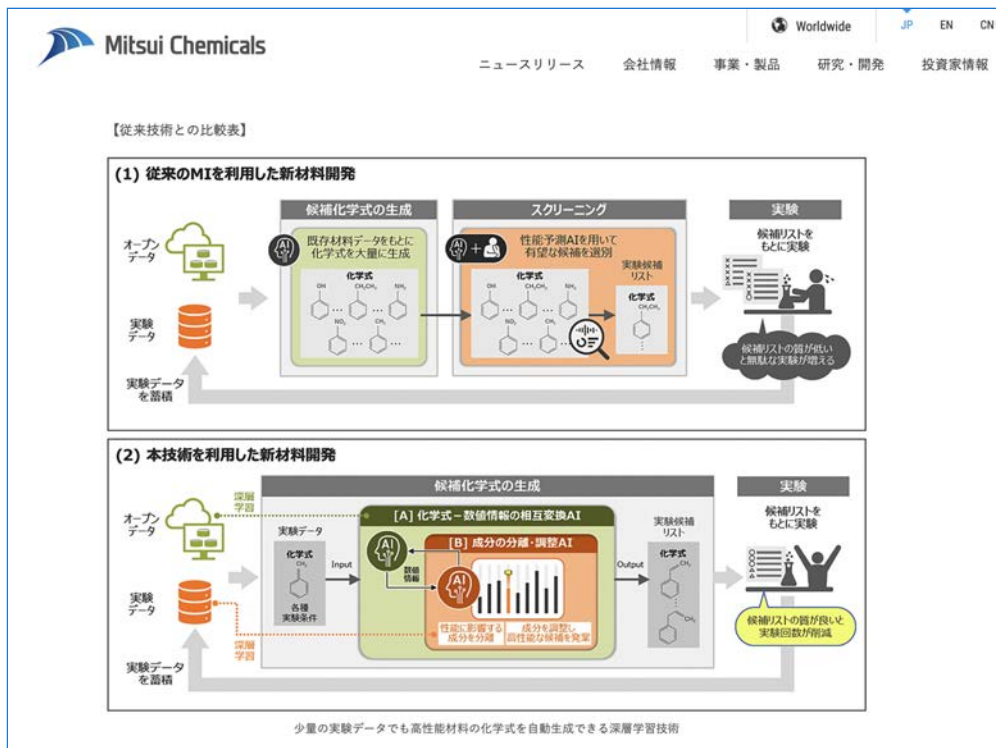 Mitsui Chemicals
Worldwide
JP
EN
CN
ニュースリリース
会社情報
事業・製品
研究・開発
投資家情報
【従来技術との比較表】
(1) 従来のMIを利用した新材料開発
オープン
データ
実験
データ
実験データ
を蓄積
候補化学式の生成
AI
既存材料データをもとに
化学式を大量に生成
化学式
OH
CH₂CH₃
NH₂
NO₂
CH₃
スクリーニング
AI
+
性能予測AIを用いて
有望な候補を選別
化学式
OH
CH₂CH₃
NH₂
NO₂
CH₃
実験候補
リスト
化学式
CH₂CH₃
実験
候補リストを
もとに実験
候補リストの質が低い
と無駄な実験が増える
(2) 本技術を利用した新材料開発
オープン
データ
深層
学習
実験
データ
深層
学習
実験データ
を蓄積
候補化学式の生成
実験データ
化学式
CH₃
各種
実験条件
Input
[A] 化学式－数値情報の相互変換AI
AI
数値
情報
[B] 成分の分離・調整AI
AI
性能に影響する
成分を分離
成分を調整し
高性能な候補を発案
Output
実験候補
リスト
化学式
CH₃
CH₃
実験
候補リストを
もとに実験
候補リストの質が良いと
実験回数が削減
少量の実験データでも高性能材料の化学式を自動生成できる深層学習技術